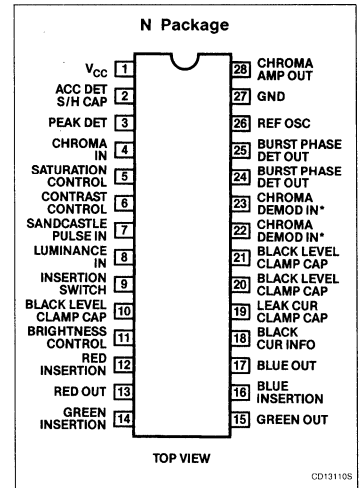 N Package
VCC 1
ACC DET
S/H CAP 2
PEAK DET 3
CHROMA
IN 4
SATURATION
CONTROL 5
CONTRAST
CONTROL 6
SANDCASTLE
PULSE IN 7
LUMINANCE
IN 8
INSERTION
SWITCH 9
BLACK LEVEL
CLAMP CAP 10
BRIGHTNESS
CONTROL 11
RED
INSERTION 12
RED OUT 13
GREEN
INSERTION 14
28 CHROMA
AMP OUT
27 GND
26 REF OSC
25 BURST PHASE
DET OUT
24 BURST PHASE
DET OUT
23 CHROMA
DEMOD IN*
22 CHROMA
DEMOD IN*
21 BLACK LEVEL
CLAMP CAP
20 BLACK LEVEL
CLAMP CAP
19 LEAK CUR
CLAMP CAP
18 BLACK
CUR INFO
17 BLUE OUT
16 BLUE
INSERTION
15 GREEN OUT
TOP VIEW
CD13110S